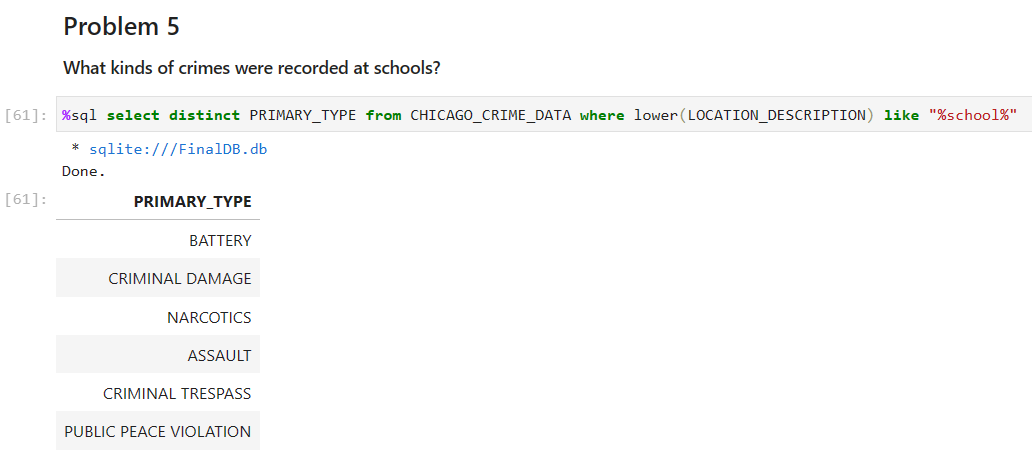 Problem 5
What kinds of crimes were recorded at schools?
[61]: %sql select distinct PRIMARY_TYPE from CHICAGO_CRIME_DATA where lower(LOCATION_DESCRIPTION) like "%school%"
* sqlite:///FinalDB.db
Done.
[61]: PRIMARY_TYPE
BATTERY
CRIMINAL DAMAGE
NARCOTICS
ASSAULT
CRIMINAL TRESPASS
PUBLIC PEACE VIOLATION